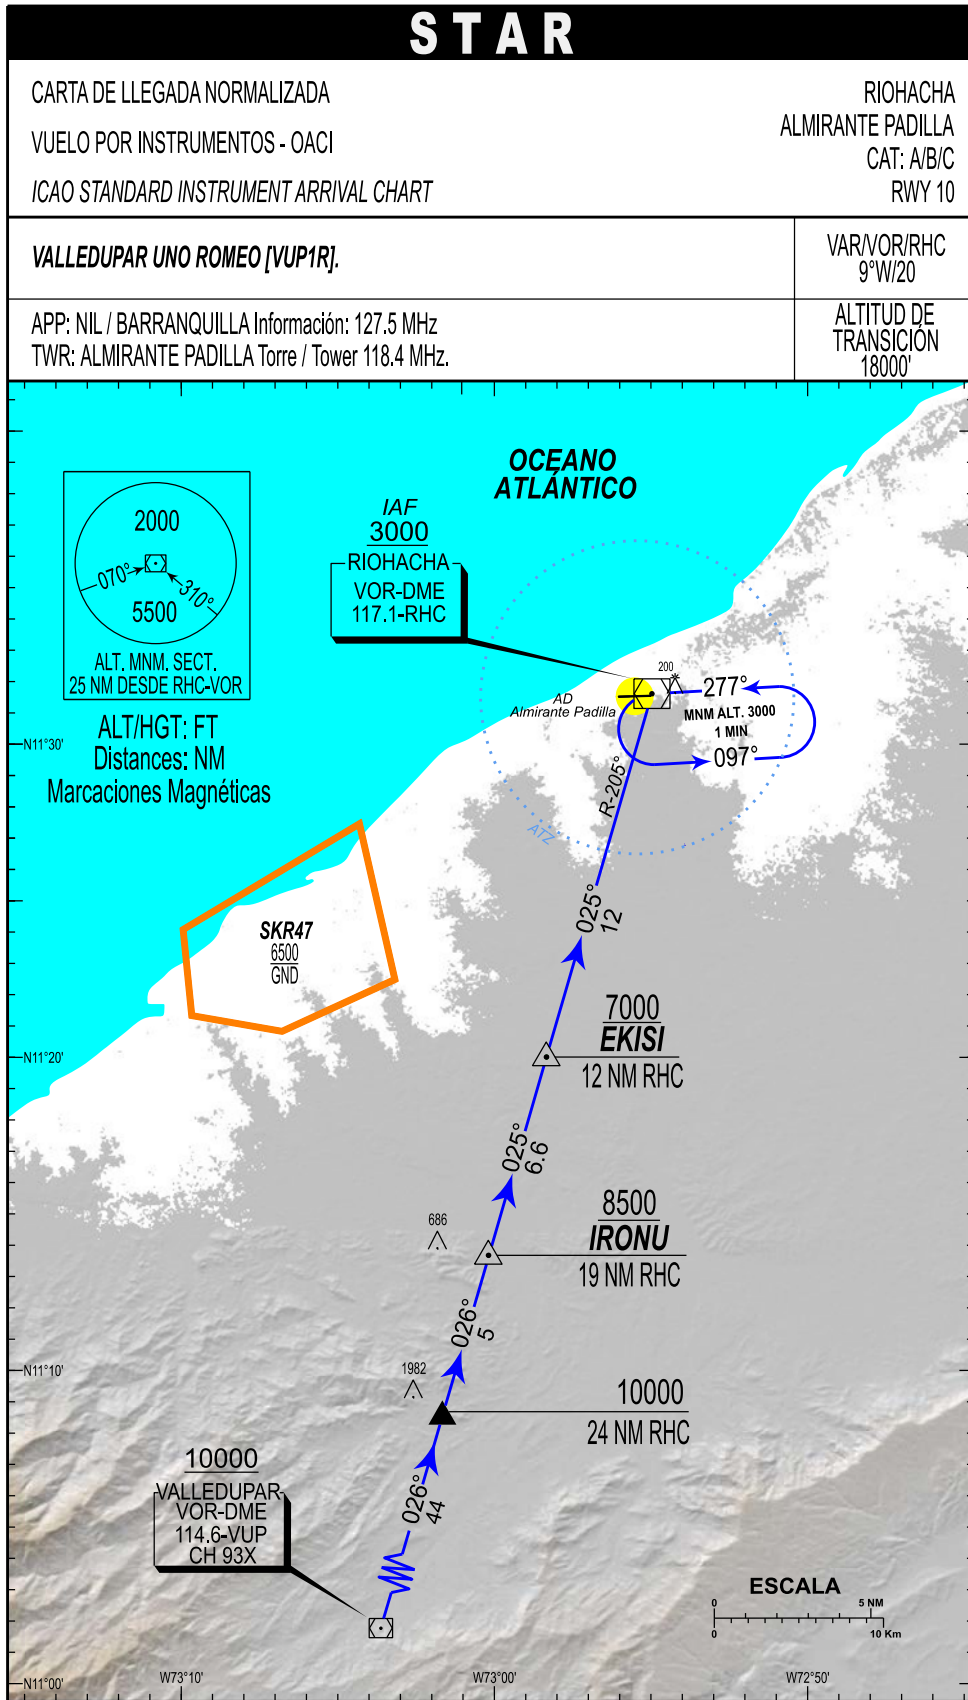 STAR
CARTA DE LLEGADA NORMALIZADA
VUELO POR INSTRUMENTOS - OACI
ICAO STANDARD INSTRUMENT ARRIVAL CHART
RIOHACHA
ALMIRANTE PADILLA
CAT: A/B/C
RWY 10
VALLEDUPAR UNO ROMEO [VUP1R].
VAR/VOR/RHC
9°W/20
APP: NIL / BARRANQUILLA Información: 127.5 MHz
TWR: ALMIRANTE PADILLA Torre / Tower 118.4 MHz.
ALTITUD DE
TRANSICIÓN
18000'
OCEANO
ATLÁNTICO
2000
070°
310°
5500
ALT. MNM. SECT.
25 NM DESDE RHC-VOR
ALT/HGT: FT
Distances: NM
Marcaciones Magnéticas
IAF
3000
RIOHACHA
VOR-DME
117.1-RHC
200
AD
Almirante Padilla
277°
MNM ALT. 3000
1 MIN
097°
R-205°
ATZ
N11°30'
025°
12
SKR47
6500
GND
7000
EKISI
12 NM RHC
N11°20'
025°
6.6
686
8500
IRONU
19 NM RHC
026°
5
N11°10'
1982
10000
24 NM RHC
026°
44
10000
VALLEDUPAR
VOR-DME
114.6-VUP
CH 93X
ESCALA
0 5 NM
0 10 Km
N11°00'
W73°10'
W73°00'
W72°50'